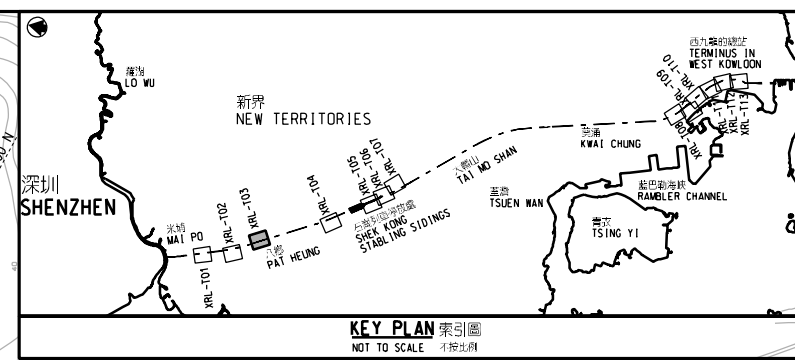 羅湖
LO WU
新界
NEW TERRITORIES
深圳
SHENZHEN
米埔
MAI PO
XRL-T01
XRL-T02
XRL-T03
八鄉
PAT HEUNG
XRL-T04
XRL-T05
XRL-T06
XRL-T07
石崗列車停放處
SHEK KONG
STABLING SIDINGS
大帽山
TAI MO SHAN
荃灣
TSUEN WAN
葵涌
KWAI CHUNG
藍巴勒海峽
RAMBLER CHANNEL
青衣
TSING YI
西九龍的總站
TERMINUS IN
WEST KOWLOON
XRL-T08
XRL-T09
XRL-T10
XRL-T11
XRL-T12
XRL-T13
KEY PLAN 索引圖
NOT TO SCALE 不按比例
40